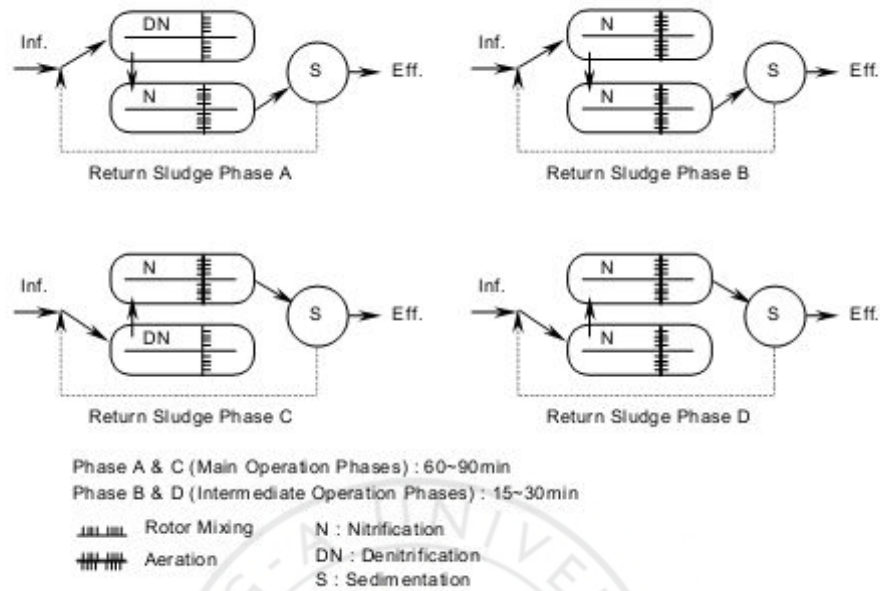 DN
Inf.
N
S
Eff.
Return Sludge Phase A
N
Inf.
N
S
Eff.
Return Sludge Phase B
N
Inf.
DN
S
Eff.
Return Sludge Phase C
N
Inf.
N
S
Eff.
Return Sludge Phase D
Phase A & C (Main Operation Phases) : 60~90min
Phase B & D (Intermediate Operation Phases) : 15~30min
Rotor Mixing
N : Nitrification
Aeration
DN : Denitrification
S : Sedimentation
G-A UNIVE